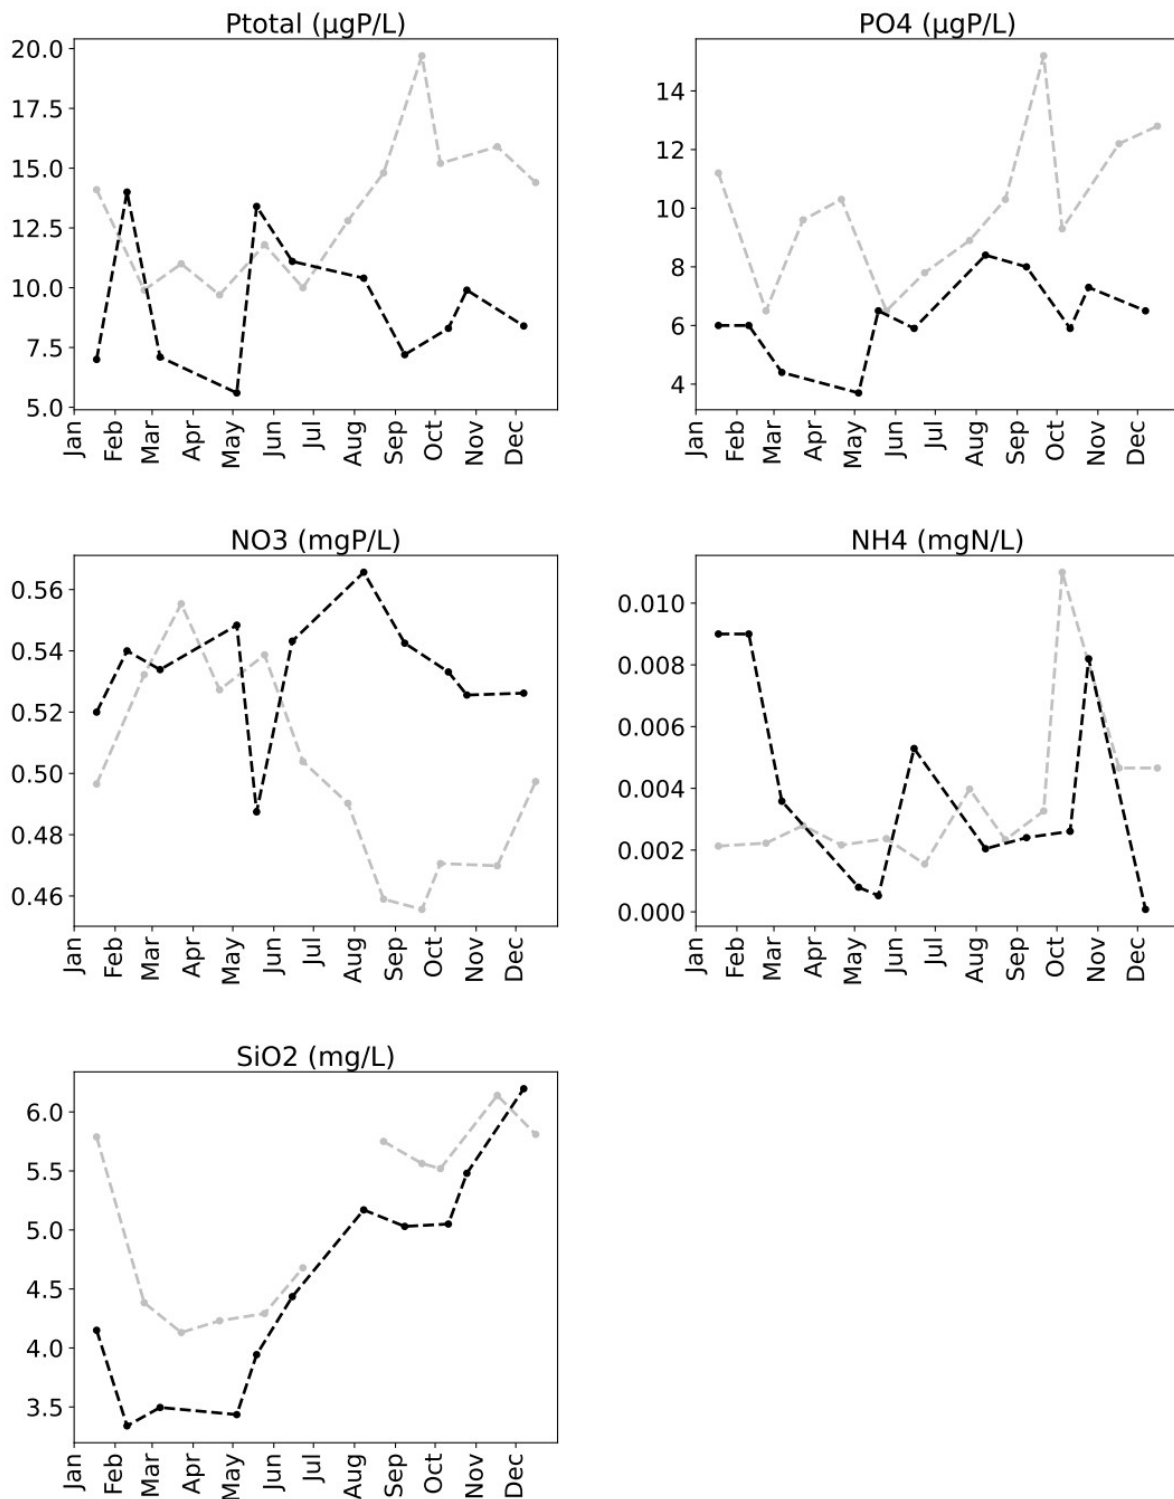 Ptotal (µgP/L)
20.0
17.5
15.0
12.5
10.0
7.5
5.0
Jan
Feb
Mar
Apr
May
Jun
Jul
Aug
Sep
Oct
Nov
Dec
PO4 (µgP/L)
14
12
10
8
6
4
Jan
Feb
Mar
Apr
May
Jun
Jul
Aug
Sep
Oct
Nov
Dec
NO3 (mgP/L)
0.56
0.54
0.52
0.50
0.48
0.46
Jan
Feb
Mar
Apr
May
Jun
Jul
Aug
Sep
Oct
Nov
Dec
NH4 (mgN/L)
0.010
0.008
0.006
0.004
0.002
0.000
Jan
Feb
Mar
Apr
May
Jun
Jul
Aug
Sep
Oct
Nov
Dec
SiO2 (mg/L)
6.0
5.5
5.0
4.5
4.0
3.5
Jan
Feb
Mar
Apr
May
Jun
Jul
Aug
Sep
Oct
Nov
Dec